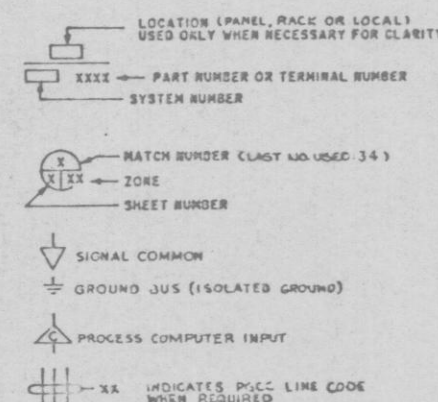 LOCATION (PANEL, RACK OR LOCAL)
USED ONLY WHEN NECESSARY FOR CLARITY
XXXX
PART NUMBER OR TERMINAL NUMBER
SYSTEM NUMBER
X
MATCH NUMBER (LAST NO. USED 34)
X XX
ZONE
SHEET NUMBER
SIGNAL COMMON
GROUND BUS (ISOLATED GROUND)
C PROCESS COMPUTER INPUT
XX INDICATES LINE CODE
WHEN REQUIRED